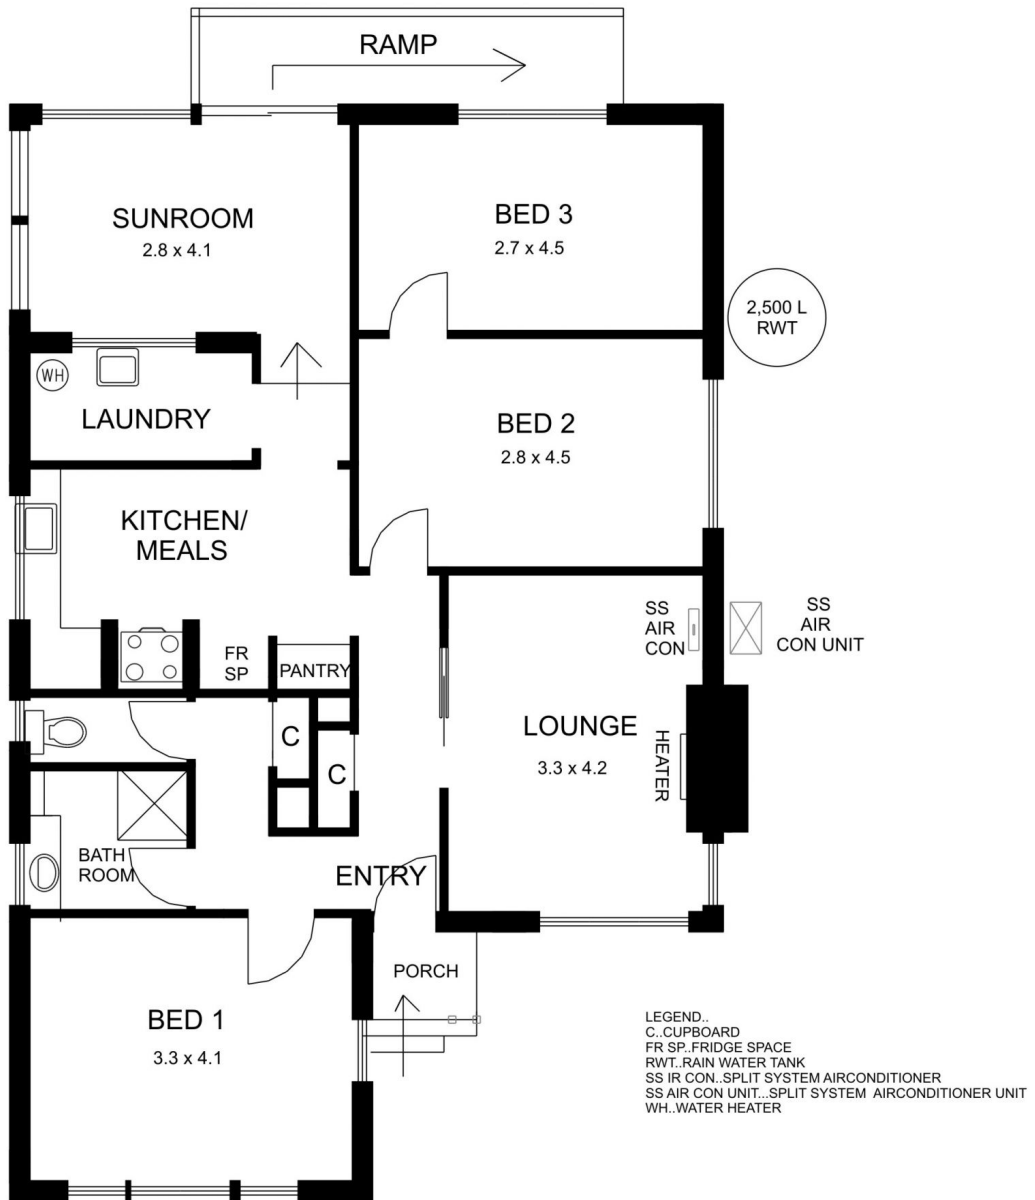 RAMP
SUNROOM
2.8 x 4.1
BED 3
2.7 x 4.5
2,500 L
RWT
WH
LAUNDRY
BED 2
2.8 x 4.5
KITCHEN/
MEALS
FR
SP
PANTRY
SS
AIR
CON
SS
AIR
CON UNIT
C
C
LOUNGE
3.3 x 4.2
HEATER
BATH
ROOM
ENTRY
PORCH
BED 1
3.3 x 4.1
LEGEND..
C..CUPBOARD
FR SP..FRIDGE SPACE
RWT..RAIN WATER TANK
SS IR CON..SPLIT SYSTEM AIRCONDITIONER
SS AIR CON UNIT...SPLIT SYSTEM AIRCONDITIONER UNIT
WH..WATER HEATER